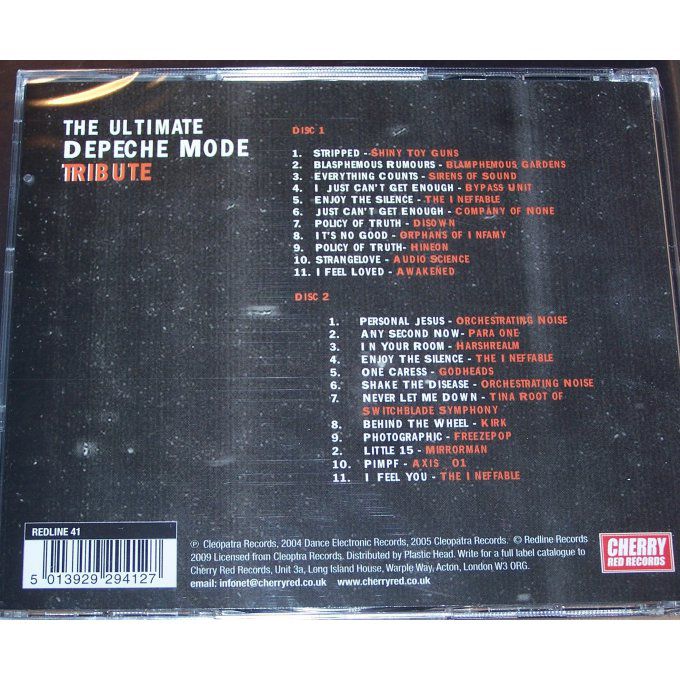 THE ULTIMATE
DEPECHE MODE
TRIBUTE
DISC 1
1. STRIPPED - SHINY TOY GUNS
2. BLASPHEMOUS RUMOURS - BLAMPHEMOUS GARDENS
3. EVERYTHING COUNTS - SIRENS OF SOUND
4. I JUST CAN'T GET ENOUGH - BYPASS UNIT
5. ENJOY THE SILENCE - THE I NEFFABLE
6. JUST CAN'T GET ENOUGH - COMPANY OF NONE
7. POLICY OF TRUTH - DISOWN
8. IT'S NO GOOD - ORPHANS OF I NFAMY
9. POLICY OF TRUTH- HINEON
10. STRANGELOVE - AUDIO SCIENCE
11. I FEEL LOVED - AWAKENED
DISC 2
1. PERSONAL JESUS - ORCHESTRATING NOISE
2. ANY SECOND NOW- PARA ONE
3. IN YOUR ROOM - HARSHREALM
4. ENJOY THE SILENCE - THE I NEFFABLE
5. ONE CARESS - GODHEADS
6. SHAKE THE DISEASE - ORCHESTRATING NOISE
7. NEVER LET ME DOWN - TINA ROOT OF
SWITCHBLADE SYMPHONY
8. BEHIND THE WHEEL - KIRK
9. PHOTOGRAPHIC - FREEZEPOP
2. LITTLE 15 - MIRRORMAN
10. PIMPF - AXIS 01
11. I FEEL YOU - THE I NEFFABLE
REDLINE 41
5 013929 294127
℗ Cleopatra Records, 2004 Dance Electronic Records, 2005 Cleopatra Records. © Redline Records
2009 Licensed from Cleoptra Records. Distributed by Plastic Head. Write for a full label catalogue to
Cherry Red Records, Unit 3a, Long Island House, Warple Way, Acton, London W3 ORG.
email: infonet@cherryred.co.uk www.cherryred.co.uk
CHERRY
RED RECORDS